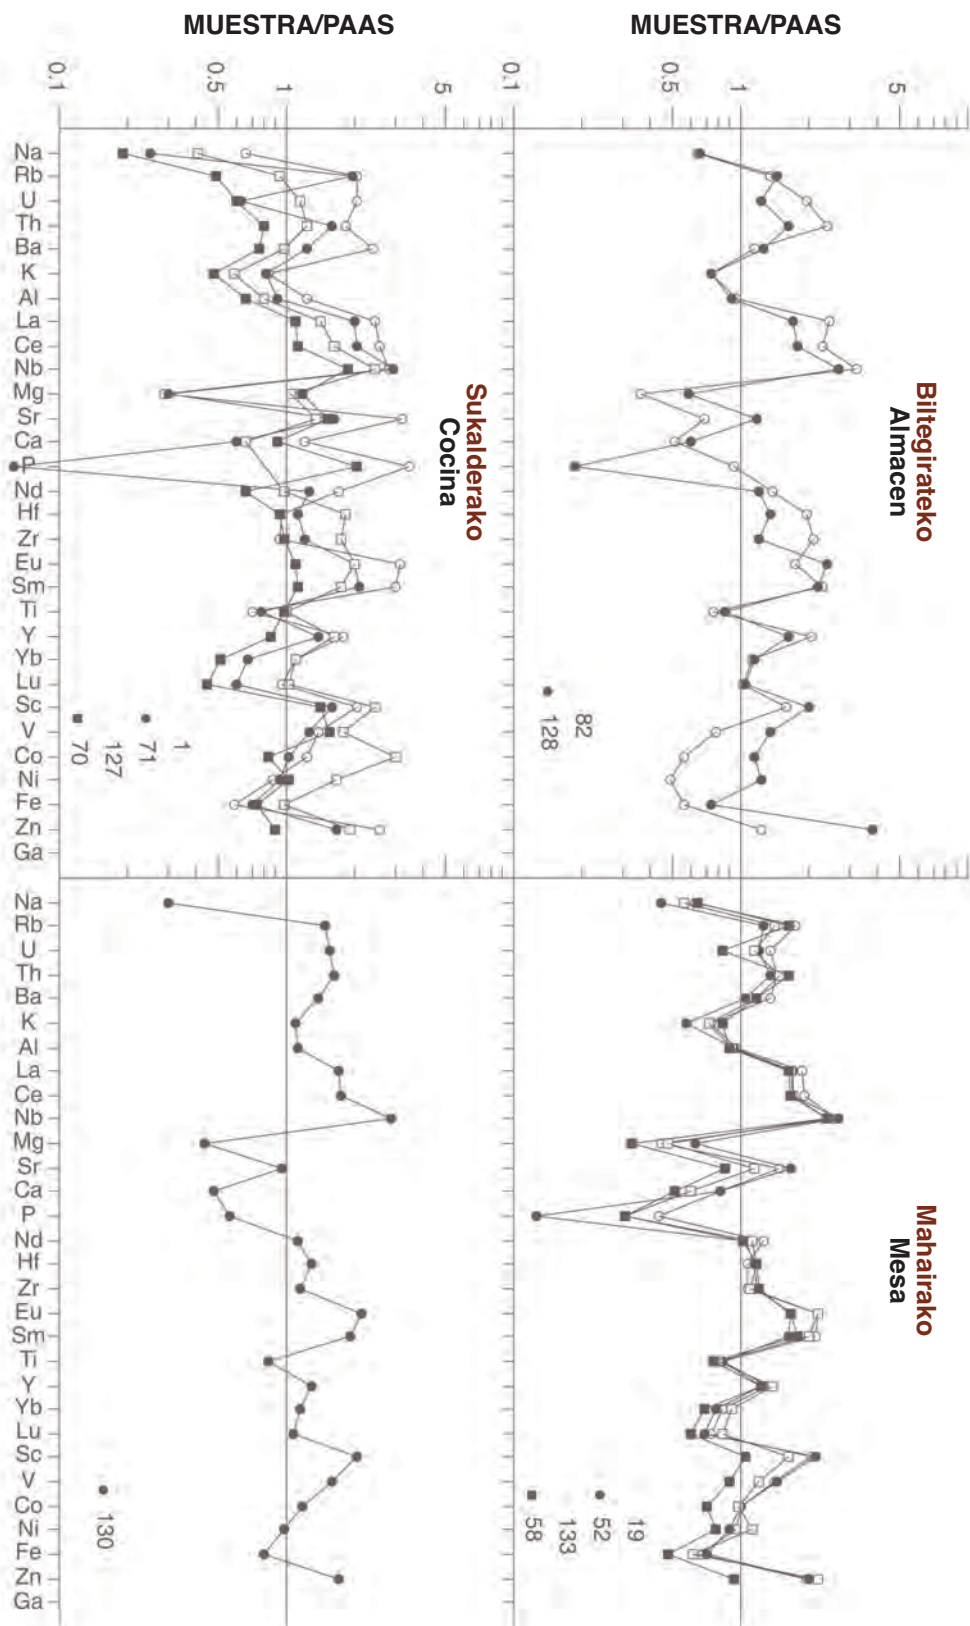 MUESTRA/PAAS
MUESTRA/PAAS
0.1
0.5
1
5
0.1
0.5
1
5
Na
Rb
U
Th
Ba
K
Al
La
Ce
Nb
Mg
Sr
Ca
P
Nd
Hf
Zr
Eu
Sm
Ti
Y
Yb
Lu
Sc
V
Co
Ni
Fe
Zn
Ga
Sukalderako
Cocina
1
71
127
70
Biltegirateko
Almacen
82
128
Na
Rb
U
Th
Ba
K
Al
La
Ce
Nb
Mg
Sr
Ca
P
Nd
Hf
Zr
Eu
Sm
Ti
Y
Yb
Lu
Sc
V
Co
Ni
Fe
Zn
Ga
130
Mahairako
Mesa
19
52
133
58